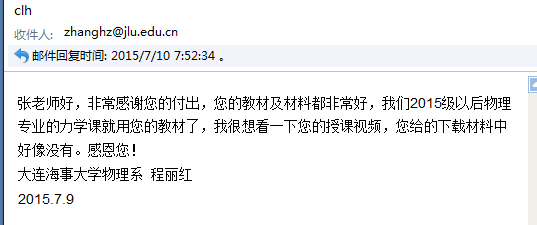 clh
收件人: zhanghz@jlu.edu.cn
邮件回复时间: 2015/7/10 7:52:34 。
张老师好，非常感谢您的付出，您的教材及材料都非常好，我们2015级以后物理
专业的力学课就用您的教材了，我很想看一下您的授课视频，您给的下载材料中
好像没有。感恩您！
大连海事大学物理系 程丽红
2015.7.9